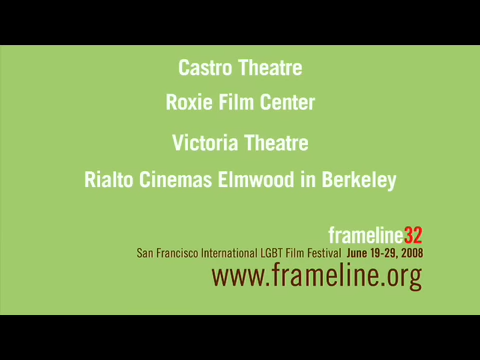 Castro Theatre
Roxie Film Center
Victoria Theatre
Rialto Cinemas Elmwood in Berkeley
frameline32
San Francisco International LGBT Film Festival June 19-29, 2008
www.frameline.org